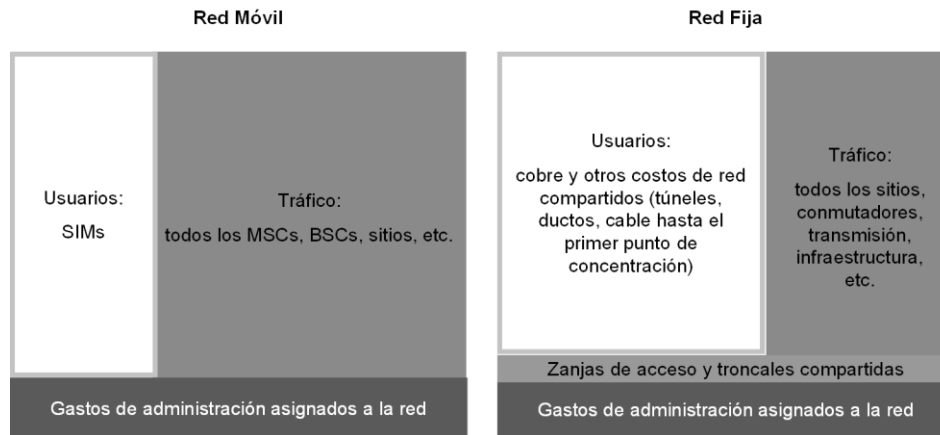 Red Móvil
Usuarios:
SIMs
Tráfico:
todos los MSCs, BSCs, sitios, etc.
Gastos de administración asignados a la red
Red Fija
Usuarios:
cobre y otros costos de red
compartidos (túneles,
ductos, cable hasta el
primer punto de
concentración)
Tráfico:
todos los sitios,
conmutadores,
transmisión,
infraestructura,
etc.
Zanjas de acceso y troncales compartidas
Gastos de administración asignados a la red